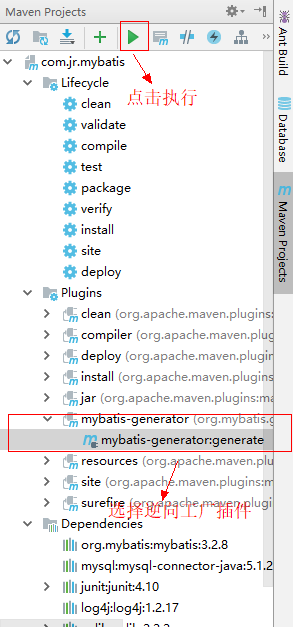 Maven Projects
com.jr.mybatis
点击执行
Lifecycle
clean
validate
compile
test
package
verify
install
site
deploy
Plugins
clean (org.apache.maven.plugins:
compiler (org.apache.maven.plu
deploy (org.apache.maven.plugi
install (org.apache.maven.plugi
jar (org.apache.maven.plugins:ma
mybatis-generator (org.mybatis.g
mybatis-generator:generate
resources (org.apache.maven.plu
site (org.apache.maven.plugins:m
选择逆向工厂插件
surefire (org.apache.maven.plug
Dependencies
org.mybatis:mybatis:3.2.8
mysql:mysql-connector-java:5.1.2
junit:junit:4.10
log4j:log4j:1.2.17
Ant Build
Database
Maven Projects